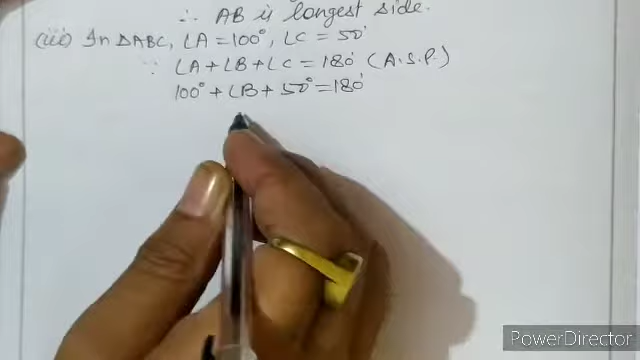 ∴ AB is longest side.
(iii) In ΔABC, ∠A = 100°, ∠C = 50°
∵ ∠A + ∠B + ∠C = 180° (A.S.P.)
100° + ∠B + 50° = 180°
PowerDirector